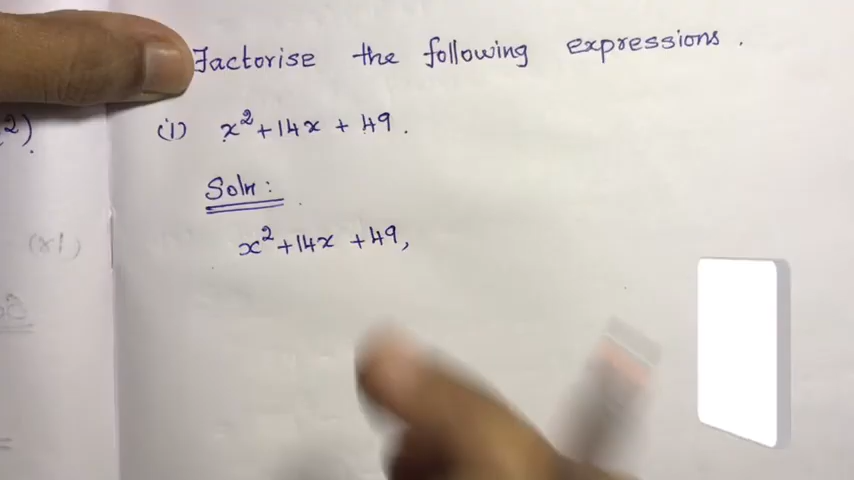 Factorise the following expressions.
(i) x² + 14x + 49.
Soln:
x² + 14x + 49,